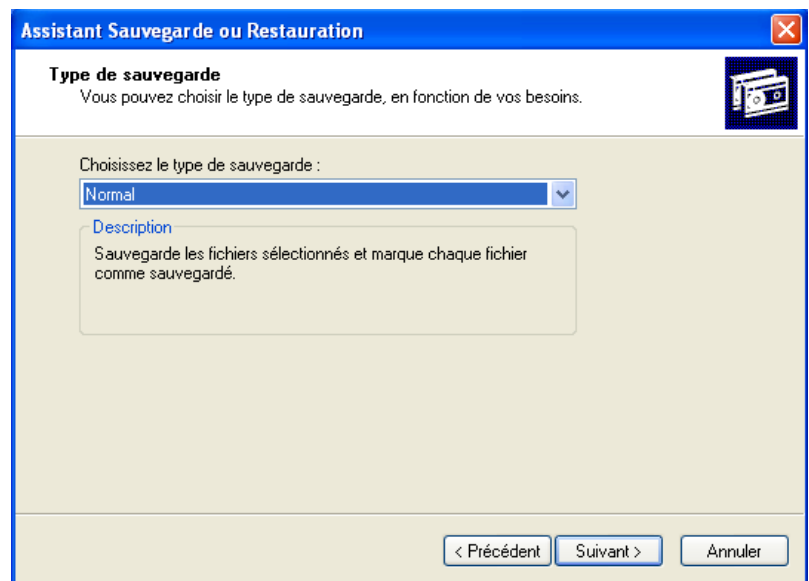 Assistant Sauvegarde ou Restauration
Type de sauvegarde
Vous pouvez choisir le type de sauvegarde, en fonction de vos besoins.
Choisissez le type de sauvegarde :
Normal
Description
Sauvegarde les fichiers sélectionnés et marque chaque fichier
comme sauvegardé.
< Précédent Suivant > Annuler